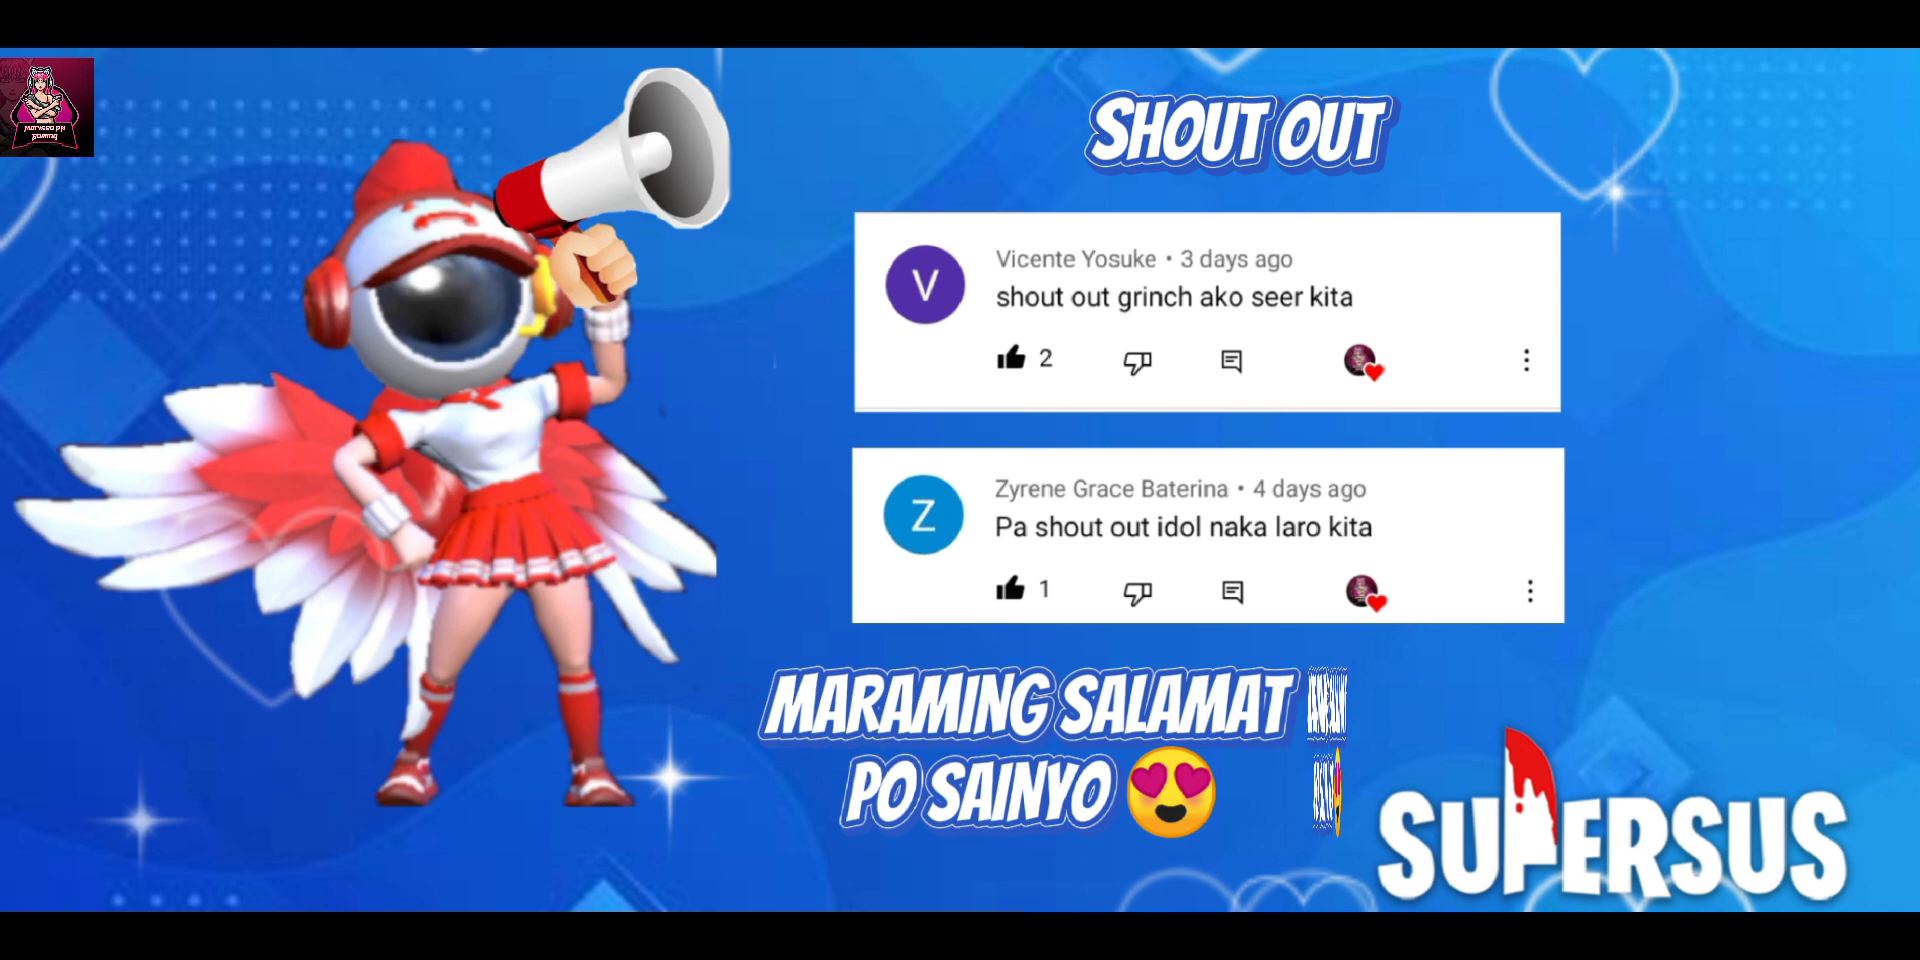 SHOUT OUT
V
Vicente Yosuke • 3 days ago
shout out grinch ako seer kita
2
Z
Zyrene Grace Baterina • 4 days ago
Pa shout out idol naka laro kita
1
MARAMING SALAMAT
PO SAINYO 😍
SUPERSUS